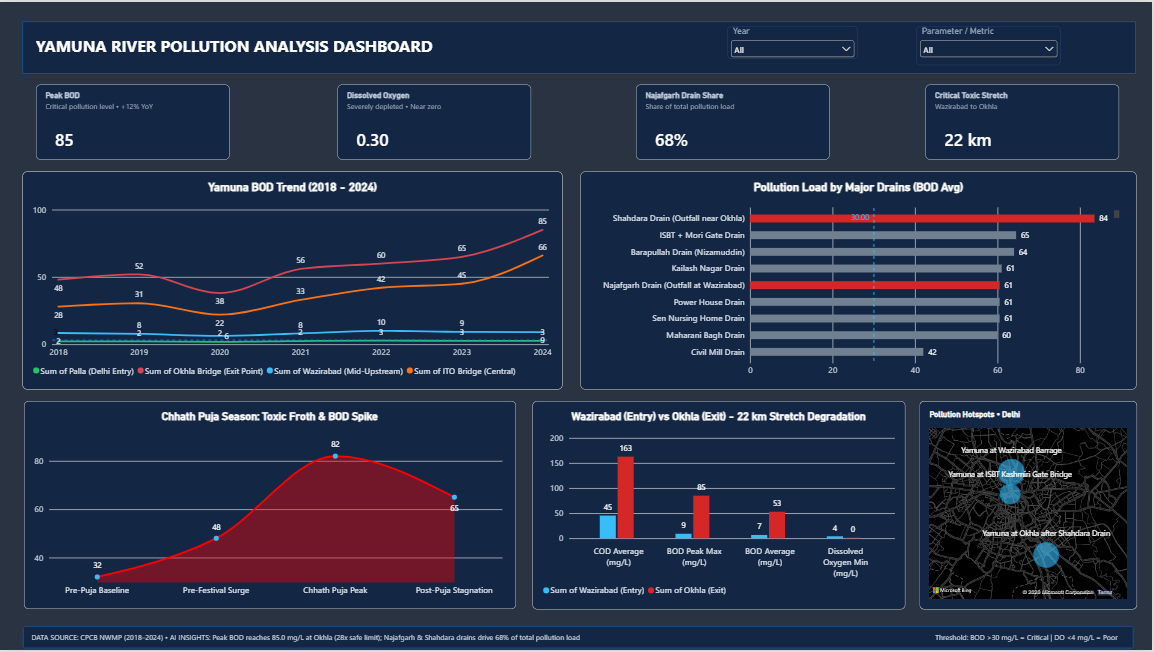 YAMUNA RIVER POLLUTION ANALYSIS DASHBOARD
Year
All
Parameter / Metric
All
Peak BOD
Critical pollution level • +12% YoY
85
Dissolved Oxygen
Severely depleted • Near zero
0.30
Najafgarh Drain Share
Share of total pollution load
68%
Critical Toxic Stretch
Wazirabad to Okhla
22 km
Yamuna BOD Trend (2018 – 2024)
100
50
0
48 52 38 56 60 65 85
28 31 22 33 42 45 66
8 6 8 10 9 9
2 2 2 2 3 3 3
2018 2019 2020 2021 2022 2023 2024
Sum of Palla (Delhi Entry) Sum of Okhla Bridge (Exit Point) Sum of Wazirabad (Mid-Upstream) Sum of ITO Bridge (Central)
Pollution Load by Major Drains (BOD Avg)
30.00
Shahdara Drain (Outfall near Okhla) 84
ISBT + Mori Gate Drain 65
Barapullah Drain (Nizamuddin) 64
Kailash Nagar Drain 61
Najafgarh Drain (Outfall at Wazirabad) 61
Power House Drain 61
Sen Nursing Home Drain 61
Maharani Bagh Drain 60
Civil Mill Drain 42
0 20 40 60 80
Chhath Puja Season: Toxic Froth & BOD Spike
80
60
40
32 48 82 65
Pre-Puja Baseline Pre-Festival Surge Chhath Puja Peak Post-Puja Stagnation
Wazirabad (Entry) vs Okhla (Exit) – 22 km Stretch Degradation
200
150
100
50
0
45 163 9 85 7 53 4 0
COD Average (mg/L)
BOD Peak Max (mg/L)
BOD Average (mg/L)
Dissolved Oxygen Min (mg/L)
Sum of Wazirabad (Entry) Sum of Okhla (Exit)
Pollution Hotspots • Delhi
Yamuna at Wazirabad Barrage
Yamuna at ISBT Kashmiri Gate Bridge
Yamuna at Okhla after Shahdara Drain
Microsoft Bing
Microsoft Corporation Terms
DATA SOURCE: CPCB NWMP (2018–2024) • AI INSIGHTS: Peak BOD reaches 85.0 mg/L at Okhla (28x safe limit); Najafgarh & Shahdara drains drive 68% of total pollution load
Threshold: BOD >30 mg/L = Critical | DO <4 mg/L = Poor